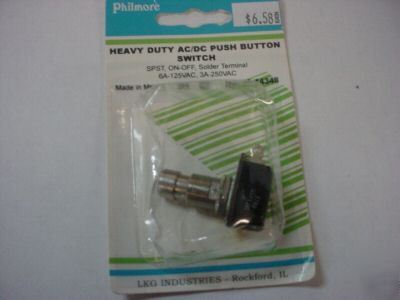 Philmore
$6.58
HEAVY DUTY AC/DC PUSH BUTTON
SWITCH
SPST, ON-OFF, Solder Terminal
6A-125VAC, 3A-250VAC
Made in
LKG INDUSTRIES - Rockford, IL